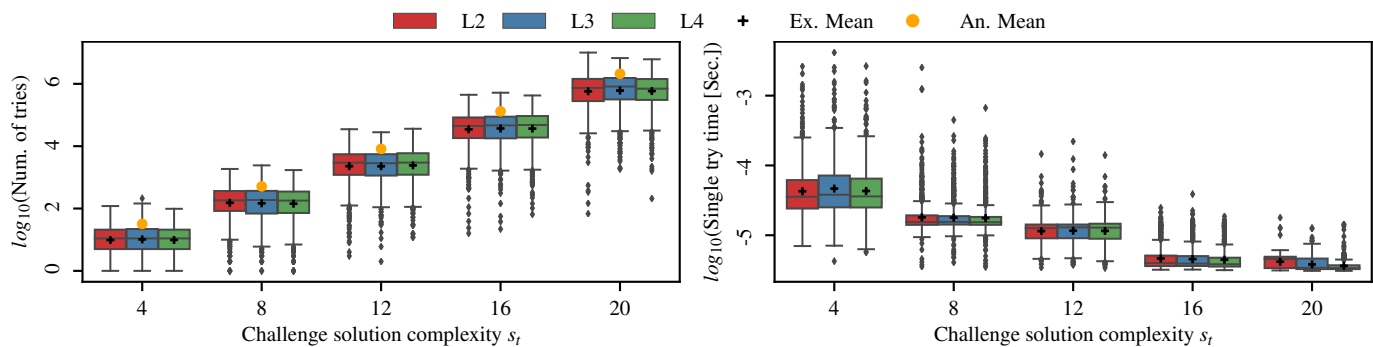 L2 L3 L4 Ex. Mean An. Mean
log10(Num. of tries)
6
4
2
0
4 8 12 16 20
Challenge solution complexity st
log10(Single try time [Sec.]
-3
-4
-5
4 8 12 16 20
Challenge solution complexity st